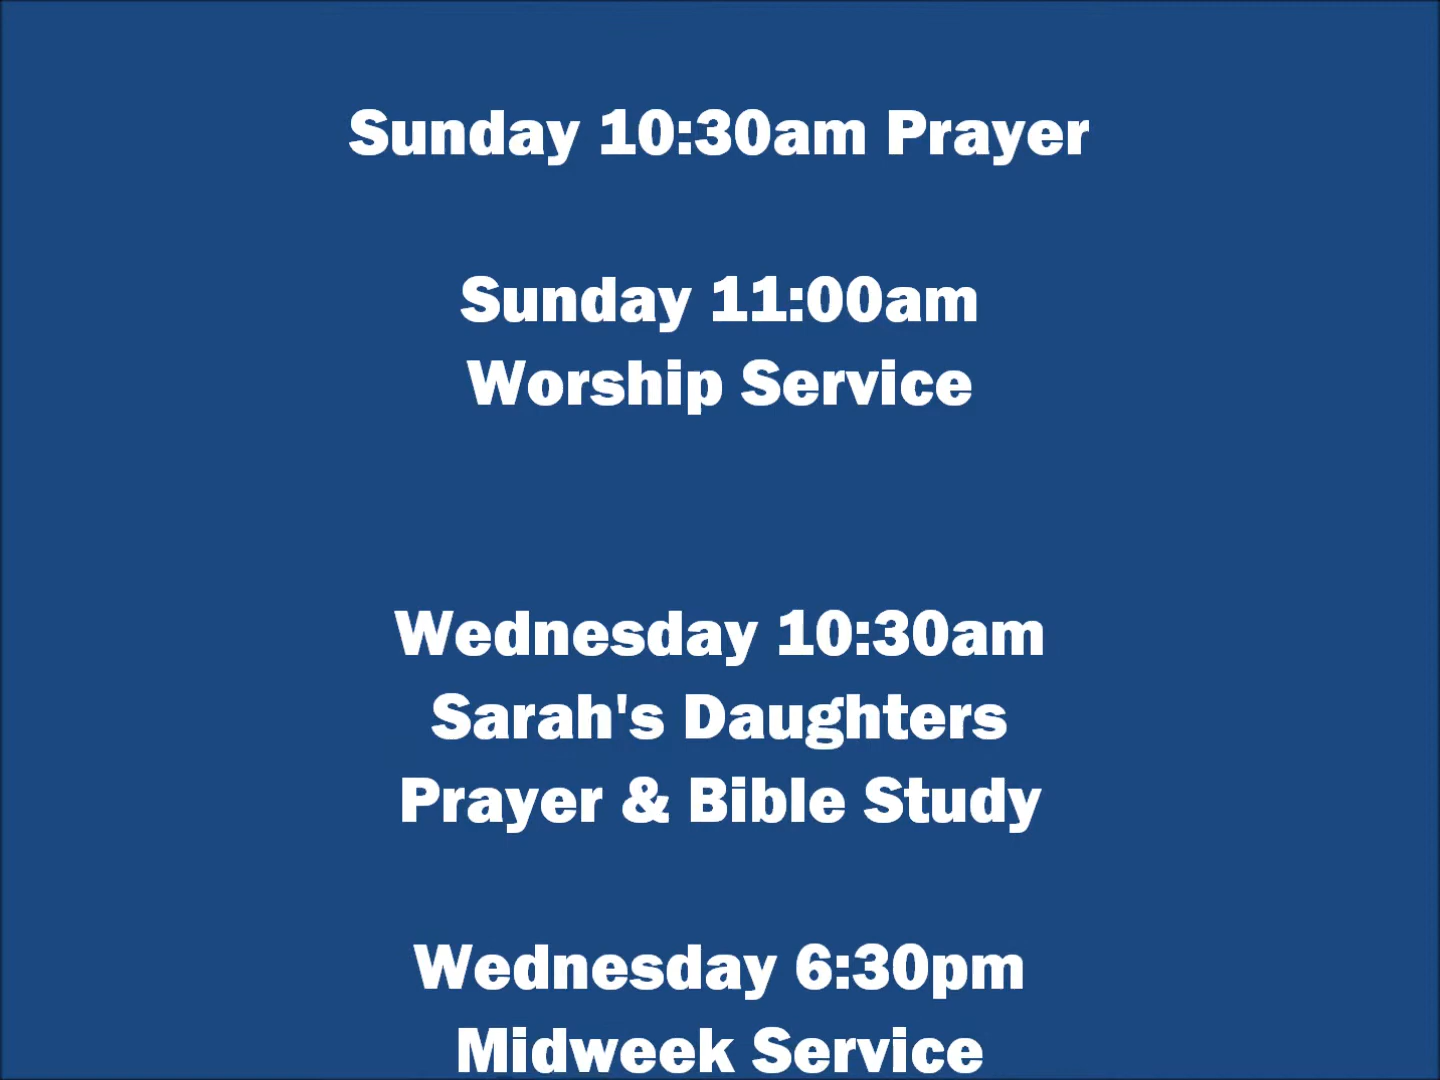 Sunday 10:30am Prayer
Sunday 11:00am
Worship Service
Wednesday 10:30am
Sarah's Daughters
Prayer & Bible Study
Wednesday 6:30pm
Midweek Service